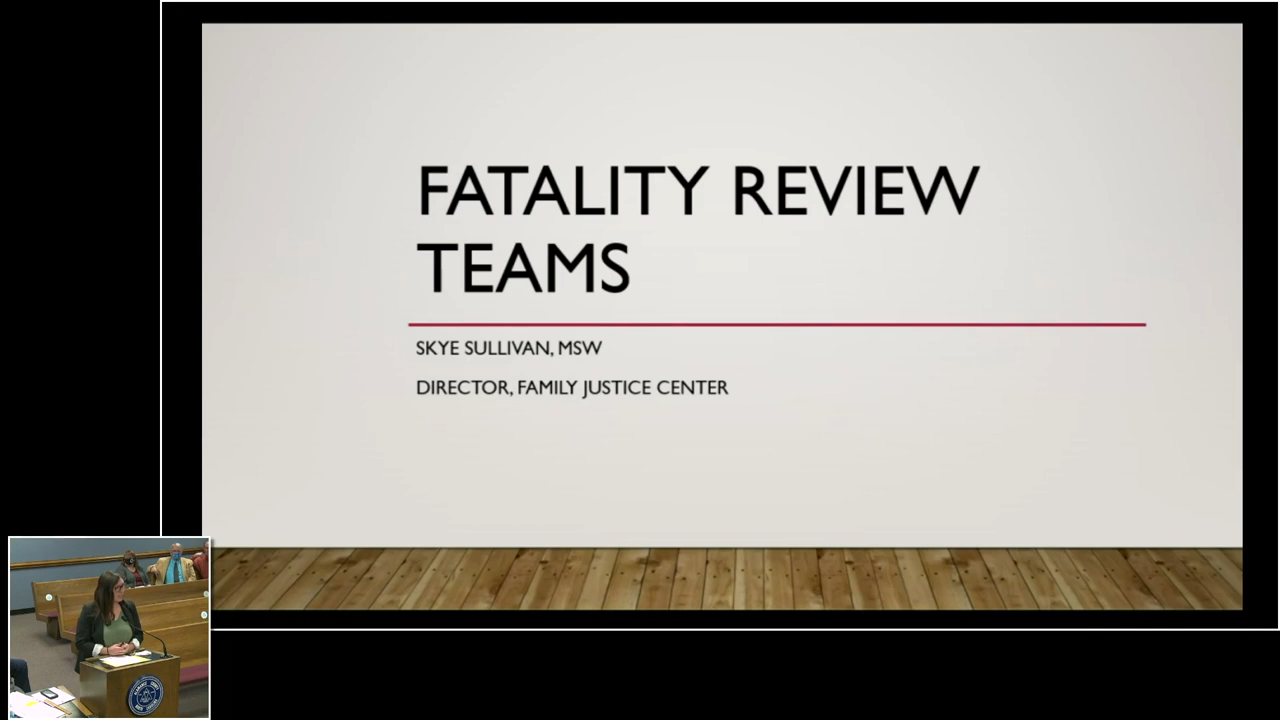 FATALITY REVIEW
TEAMS
SKYE SULLIVAN, MSW
DIRECTOR, FAMILY JUSTICE CENTER